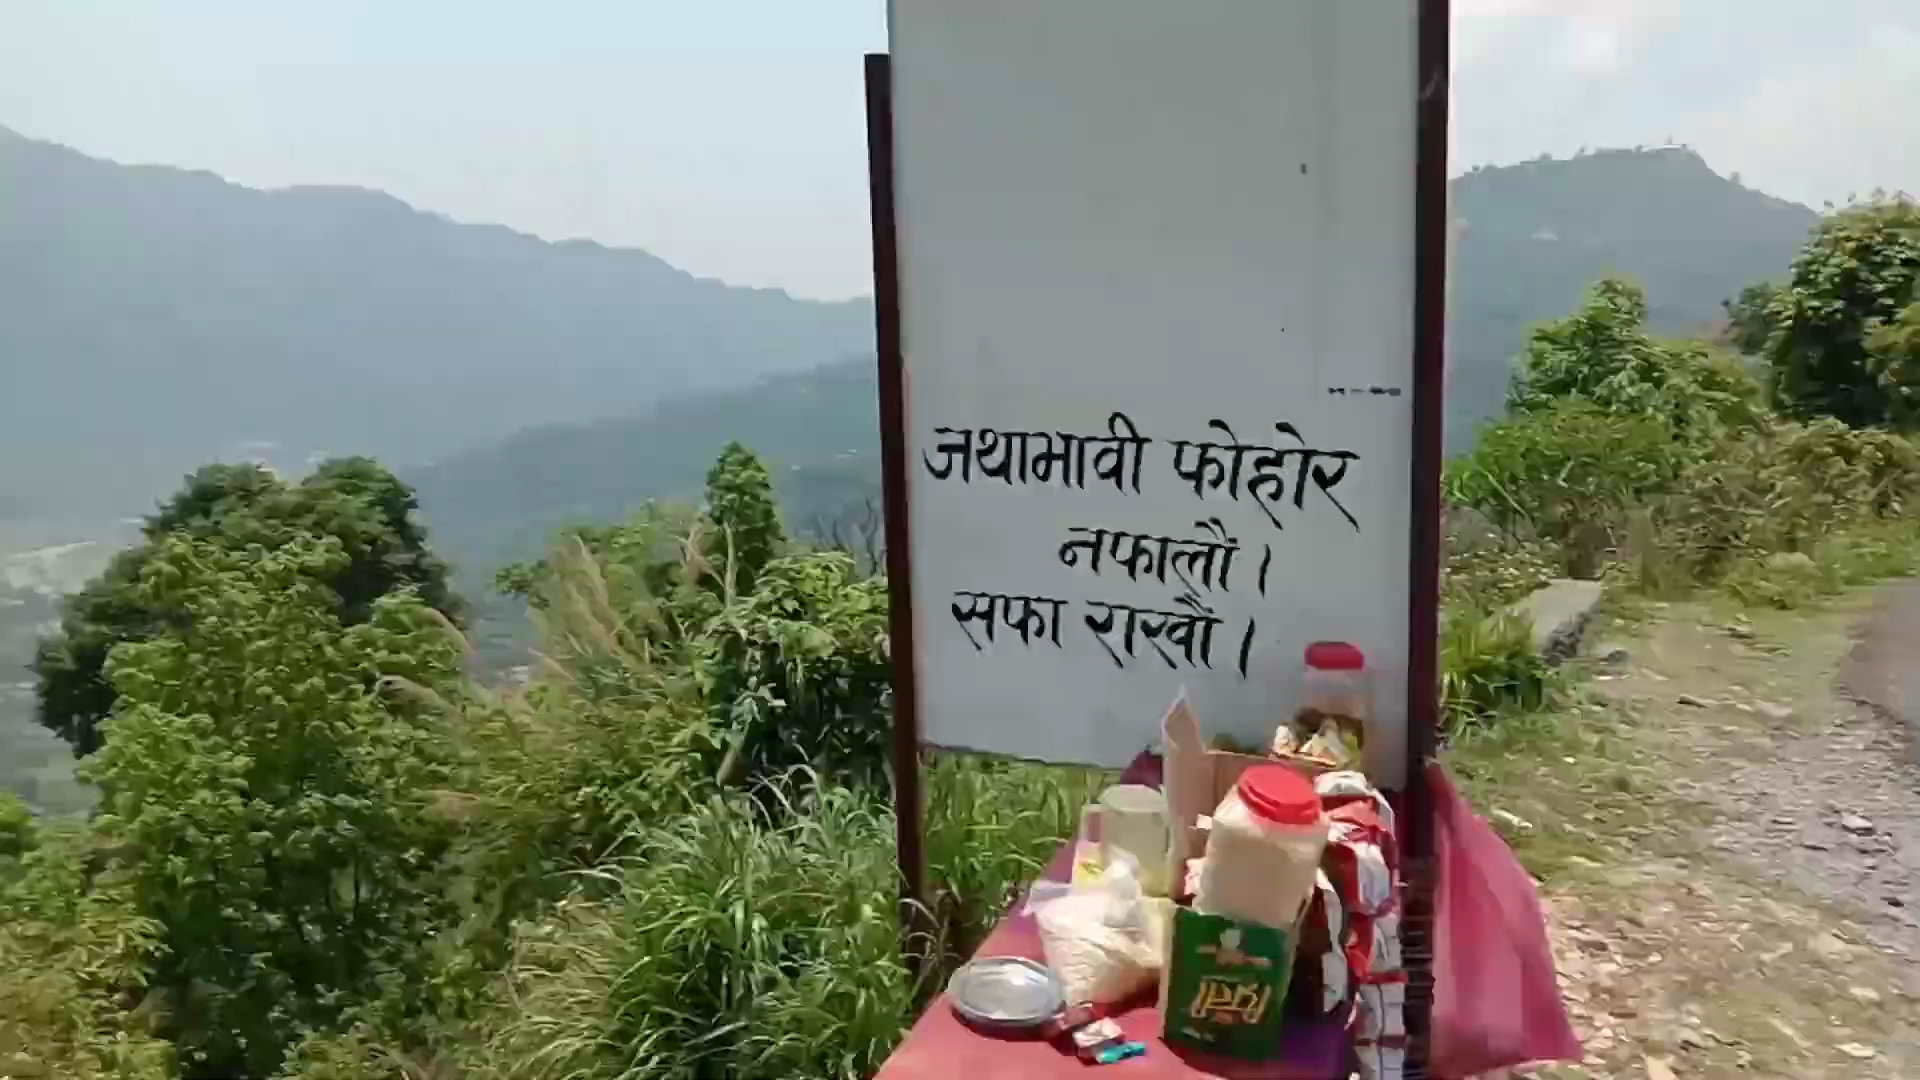 जथाभावी फोहोर
नफालौं ।
सफा राखौं ।